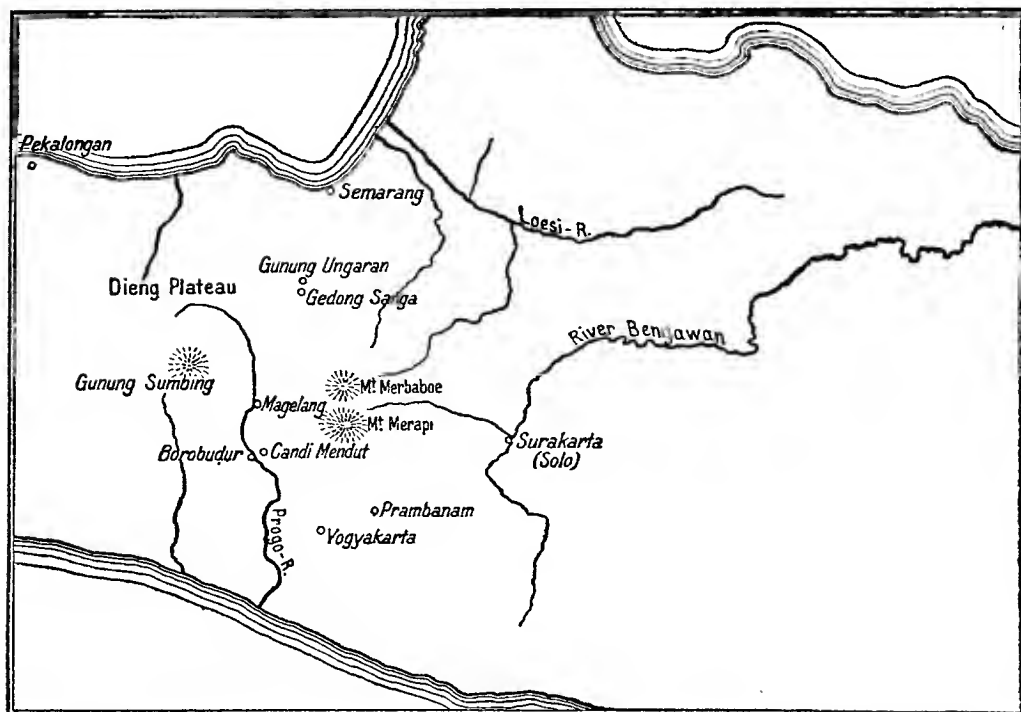 Pekalongan
Semarang
Loesi-R.
Gunung Ungaran
Dieng Plateau
Gedong Sanga
River Bengawan
Gunung Sumbing
Mt Merbaboe
Magelang
Mt Merapi
Surakarta
(Solo)
Borobudur
Candi Mendut
Prambanam
Yogyakarta
Progo-R.